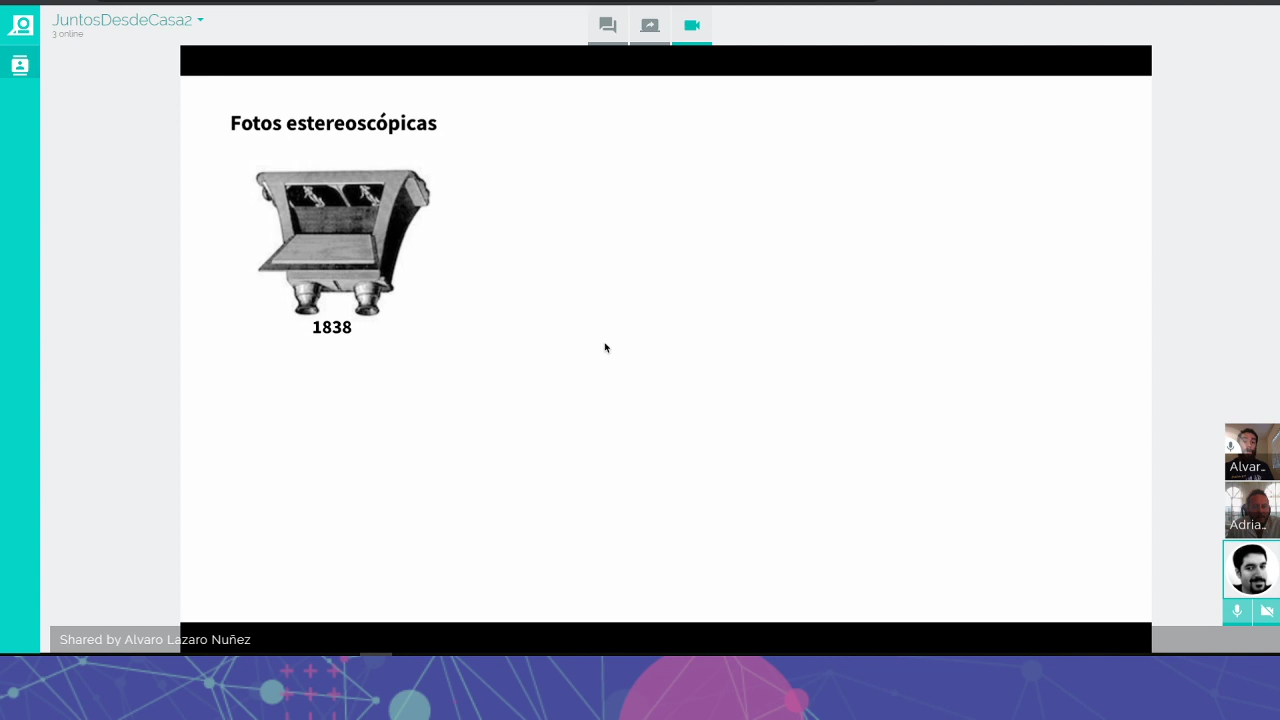 JuntosDesdeCasa2
3 online
Fotos estereoscópicas
1838
Alvar...
Adria...
Shared by Alvaro Lazaro Nuñez